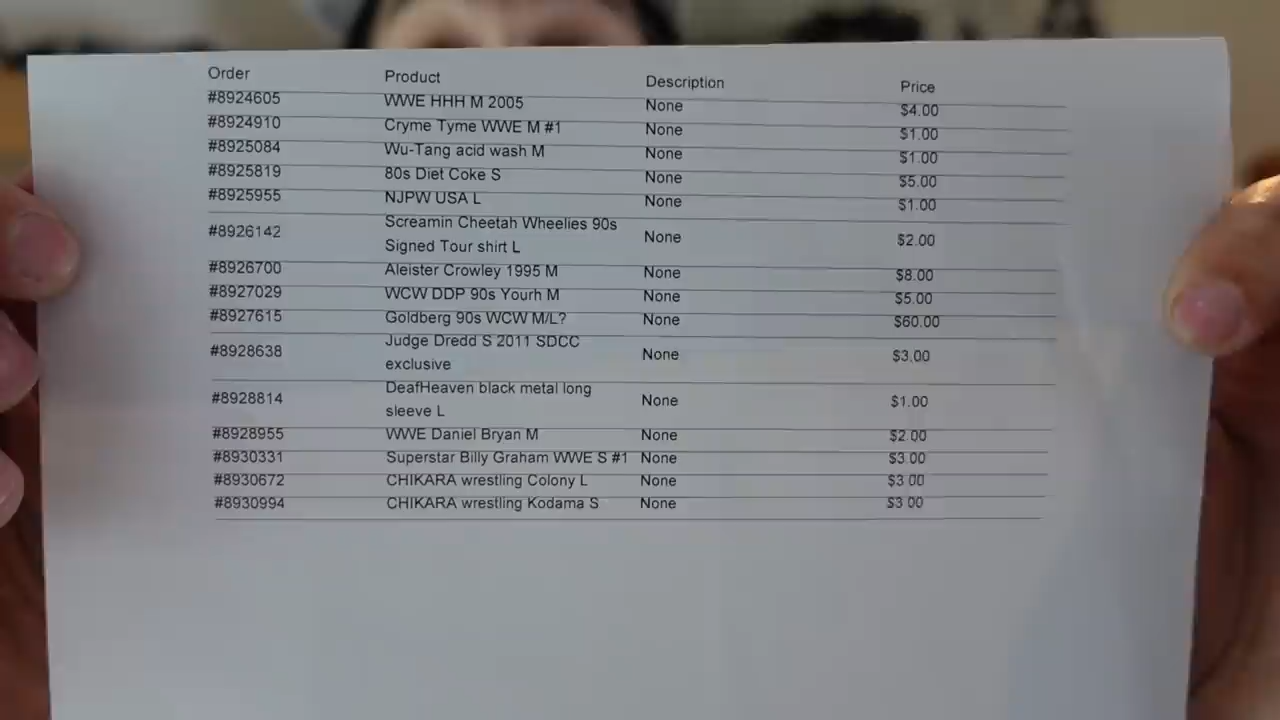 Order Product Description Price
#8924605 WWE HHH M 2005 None $4.00
#8924910 Cryme Tyme WWE M #1 None $1.00
#8925084 Wu-Tang acid wash M None $1.00
#8925819 80s Diet Coke S None $5.00
#8925955 NJPW USA L None $1.00
#8926142 Screamin Cheetah Wheelies 90s None $2.00
Signed Tour shirt L
#8926700 Aleister Crowley 1995 M None $8.00
#8927029 WCW DDP 90s Yourh M None $5.00
#8927615 Goldberg 90s WCW M/L? None $60.00
#8928638 Judge Dredd S 2011 SDCC None $3.00
exclusive
#8928814 DeafHeaven black metal long None $1.00
sleeve L
#8928955 WWE Daniel Bryan M None $2.00
#8930331 Superstar Billy Graham WWE S #1 None $3.00
#8930672 CHIKARA wrestling Colony L None $3.00
#8930994 CHIKARA wrestling Kodama S None $3.00